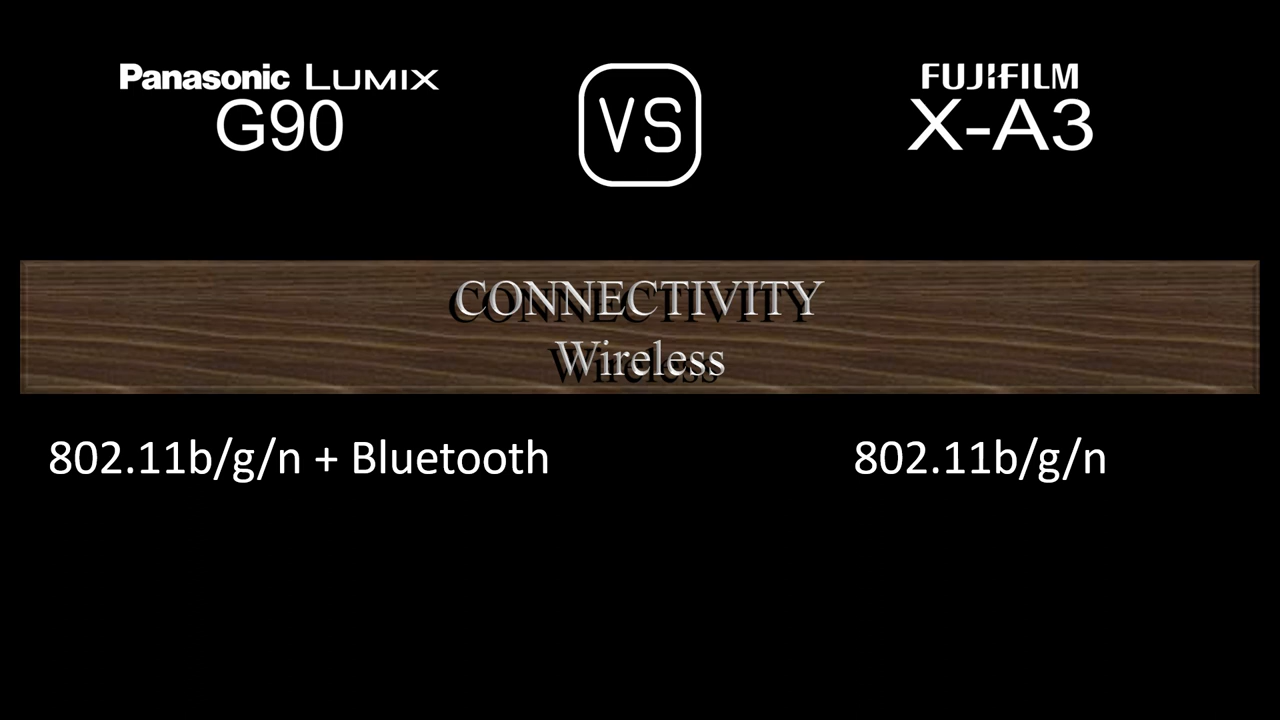 Panasonic LUMIX
G90
VS
FUJIFILM
X-A3
CONNECTIVITY
Wireless
802.11b/g/n + Bluetooth
802.11b/g/n